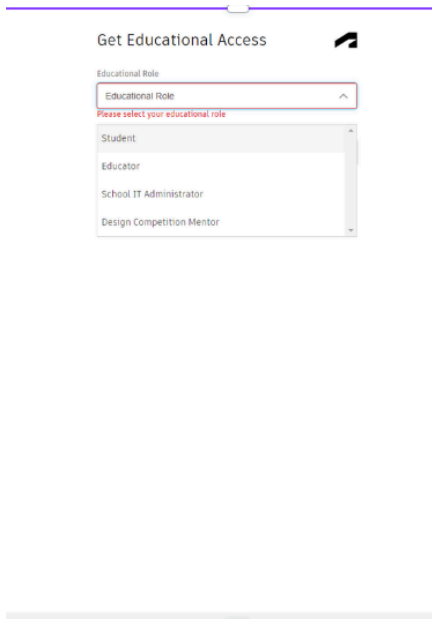 Get Educational Access
Educational Role
Educational Role
Please select your educational role
Student
Educator
School IT Administrator
Design Competition Mentor